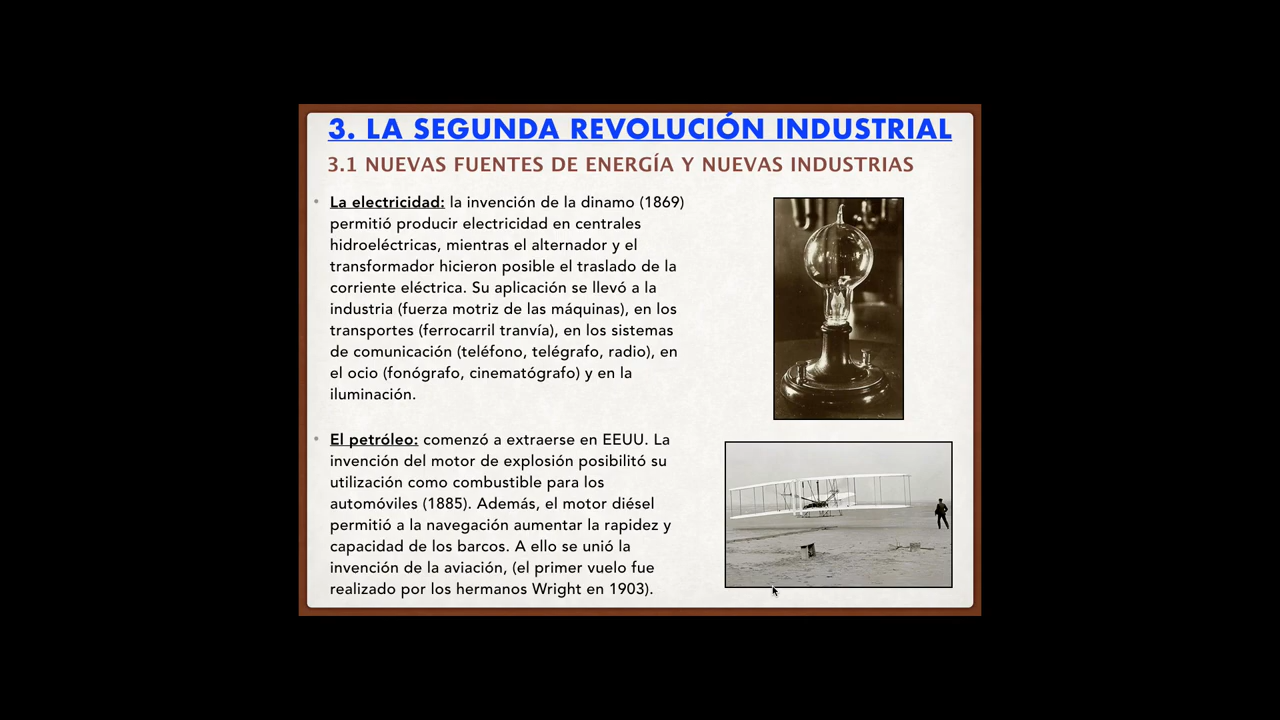 3. LA SEGUNDA REVOLUCIÓN INDUSTRIAL
3.1 NUEVAS FUENTES DE ENERGÍA Y NUEVAS INDUSTRIAS
• La electricidad: la invención de la dinamo (1869)
permitió producir electricidad en centrales
hidroeléctricas, mientras el alternador y el
transformador hicieron posible el traslado de la
corriente eléctrica. Su aplicación se llevó a la
industria (fuerza motriz de las máquinas), en los
transportes (ferrocarril tranvía), en los sistemas
de comunicación (teléfono, telégrafo, radio), en
el ocio (fonógrafo, cinematógrafo) y en la
iluminación.
• El petróleo: comenzó a extraerse en EEUU. La
invención del motor de explosión posibilitó su
utilización como combustible para los
automóviles (1885). Además, el motor diésel
permitió a la navegación aumentar la rapidez y
capacidad de los barcos. A ello se unió la
invención de la aviación, (el primer vuelo fue
realizado por los hermanos Wright en 1903).